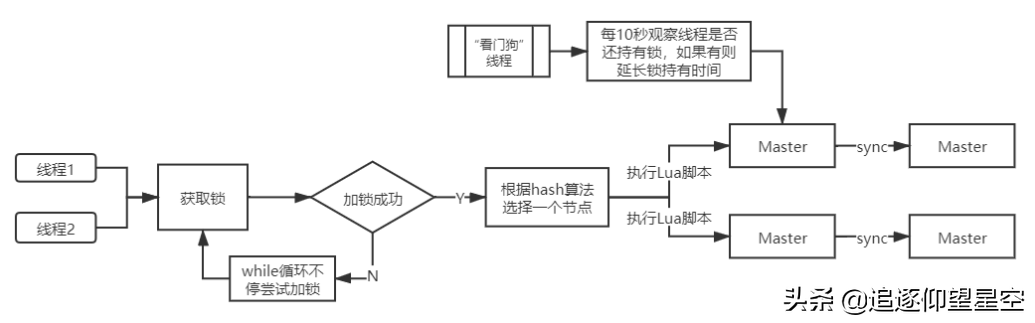 “看门狗”
线程
每10秒观察线程是否
还持有锁，如果有则
延长锁持有时间
线程1
线程2
获取锁
加锁成功
Y
N
while循环不
停尝试加锁
根据hash算法
选择一个节点
执行Lua脚本
执行Lua脚本
Master
sync
Master
Master
sync
Master
头条 @追逐仰望星空